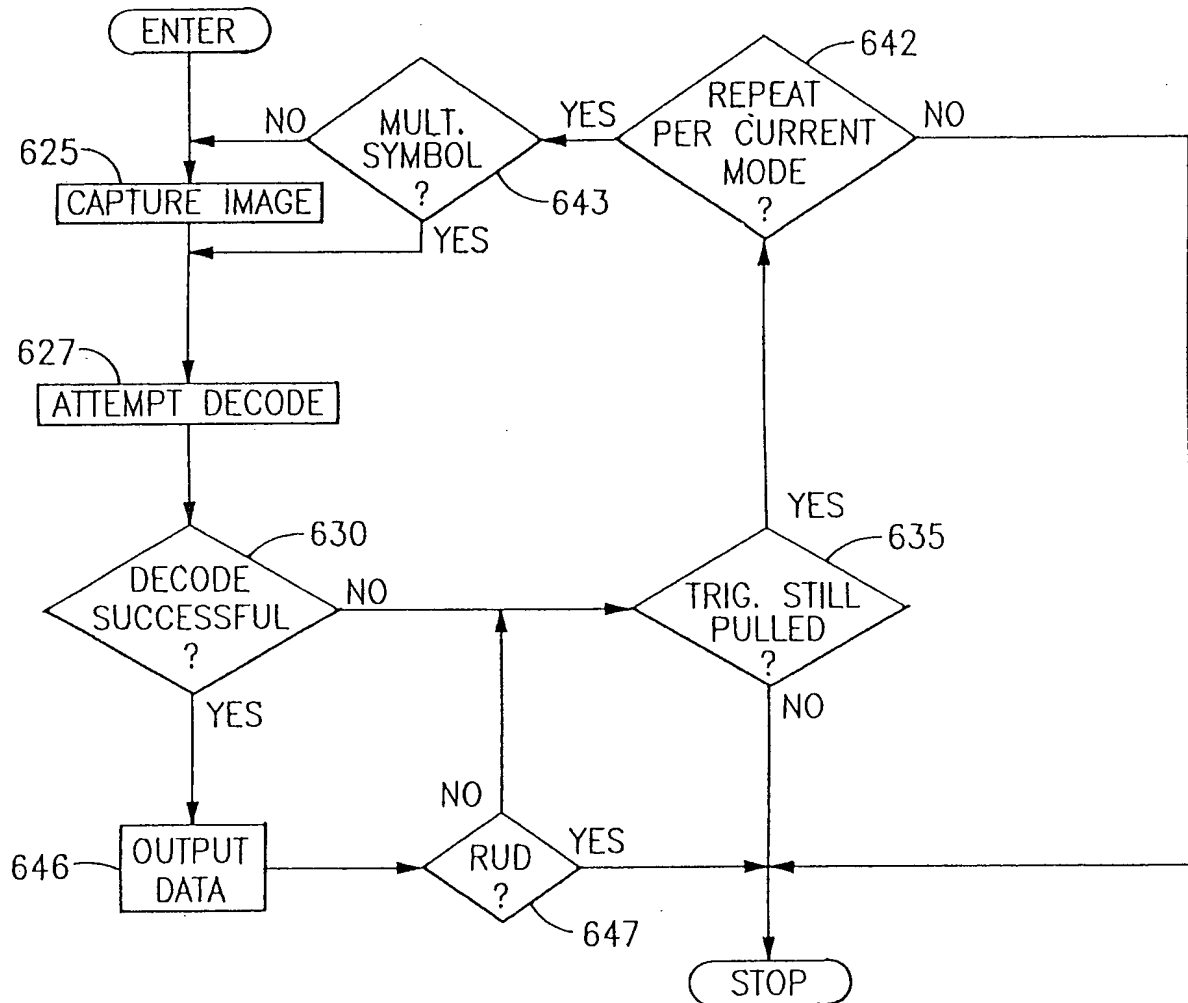 ENTER
642
REPEAT
PER CURRENT
MODE
?
YES
NO
MULT.
SYMBOL
?
643
NO
YES
625
CAPTURE IMAGE
627
ATTEMPT DECODE
630
DECODE
SUCCESSFUL
?
NO
YES
635
TRIG. STILL
PULLED
?
YES
NO
646
OUTPUT
DATA
RUD
?
647
NO
YES
STOP